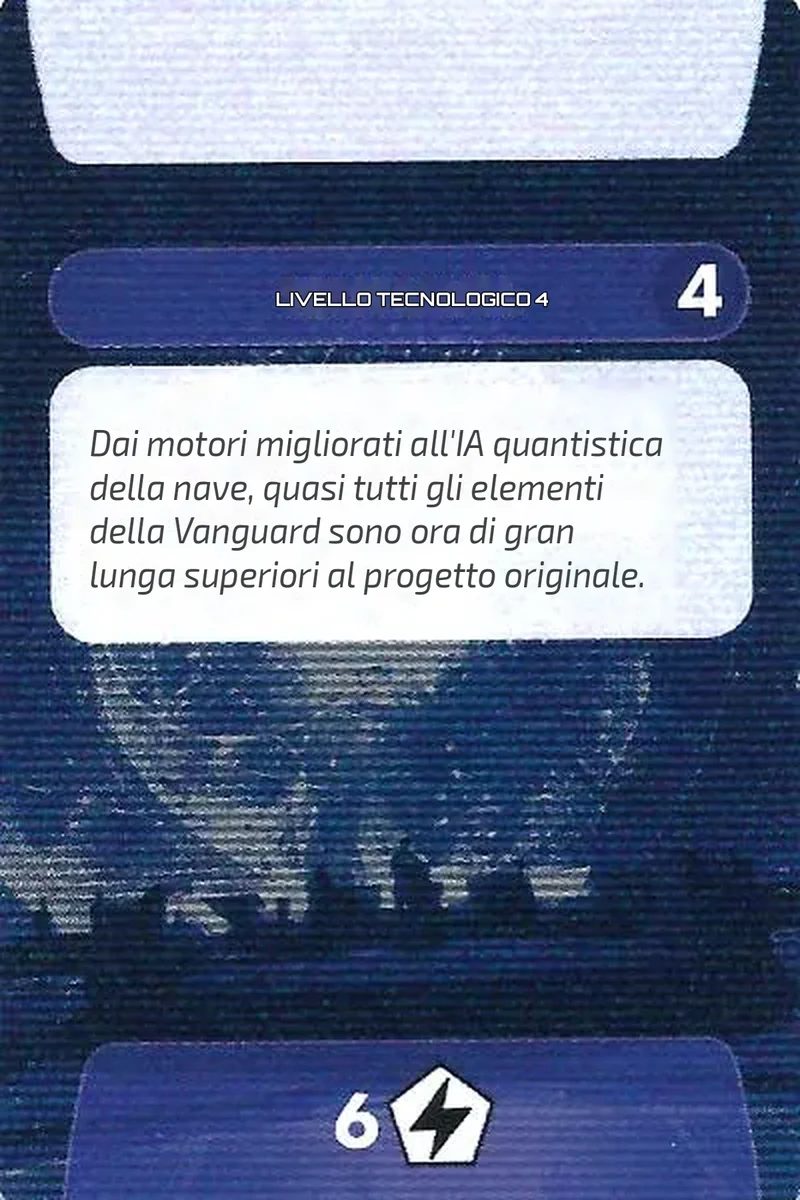 LIVELLO TECNOLOGICO 4
4
Dai motori migliorati all'IA quantistica
della nave, quasi tutti gli elementi
della Vanguard sono ora di gran
lunga superiori al progetto originale.
6